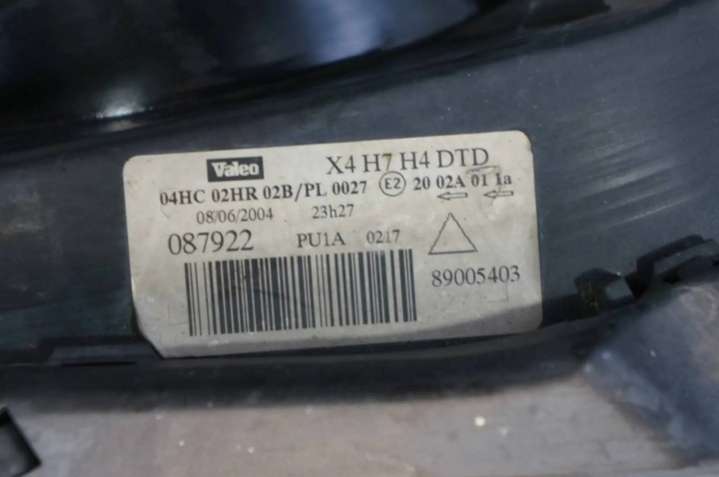 Valeo X4 H7 H4 DTD
04HC 02HR 02B/PL 0027 E2 20 02A 01 1a
08/06/2004 23h27
087922 PU1A 0217
89005403